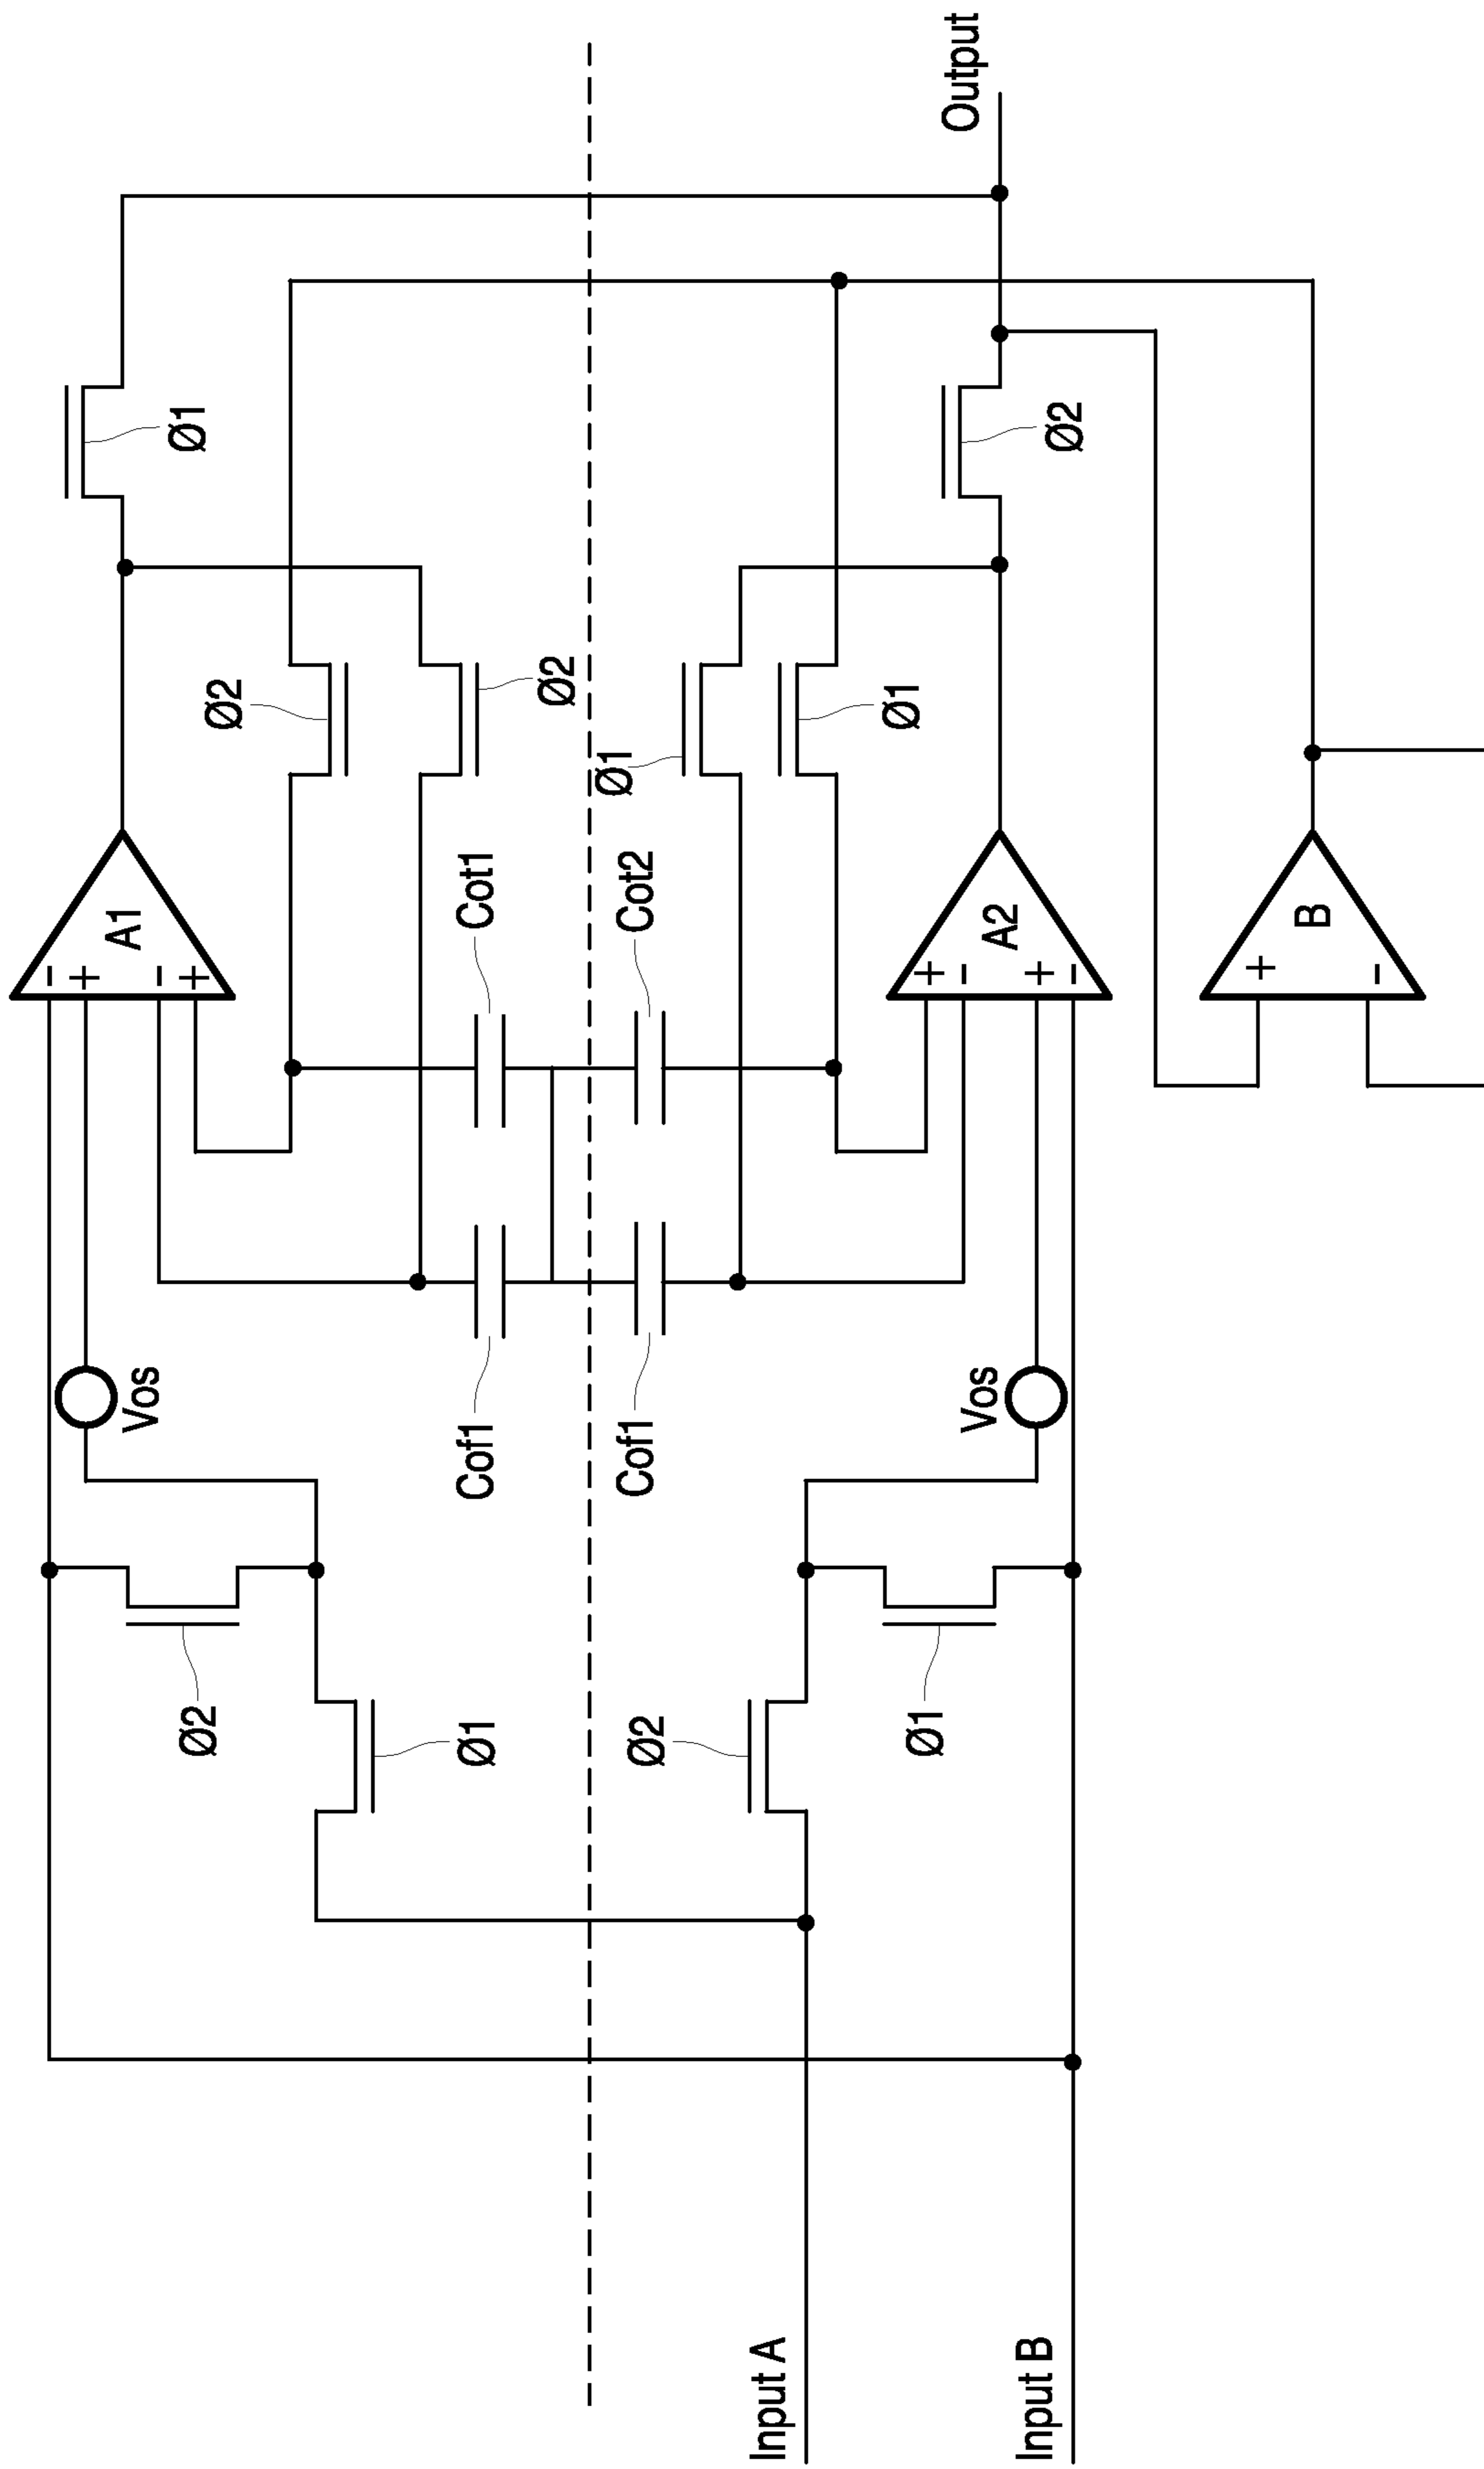 Input A
Input B
Ø2
Ø1
Ø2
Ø1
Vos
Vos
Cof1
Cof1
Cot1
Cot2
- + - +
A1
+ - + -
A2
+ -
B
Ø2
Ø2
Ø1
Ø1
Ø1
Ø2
Output